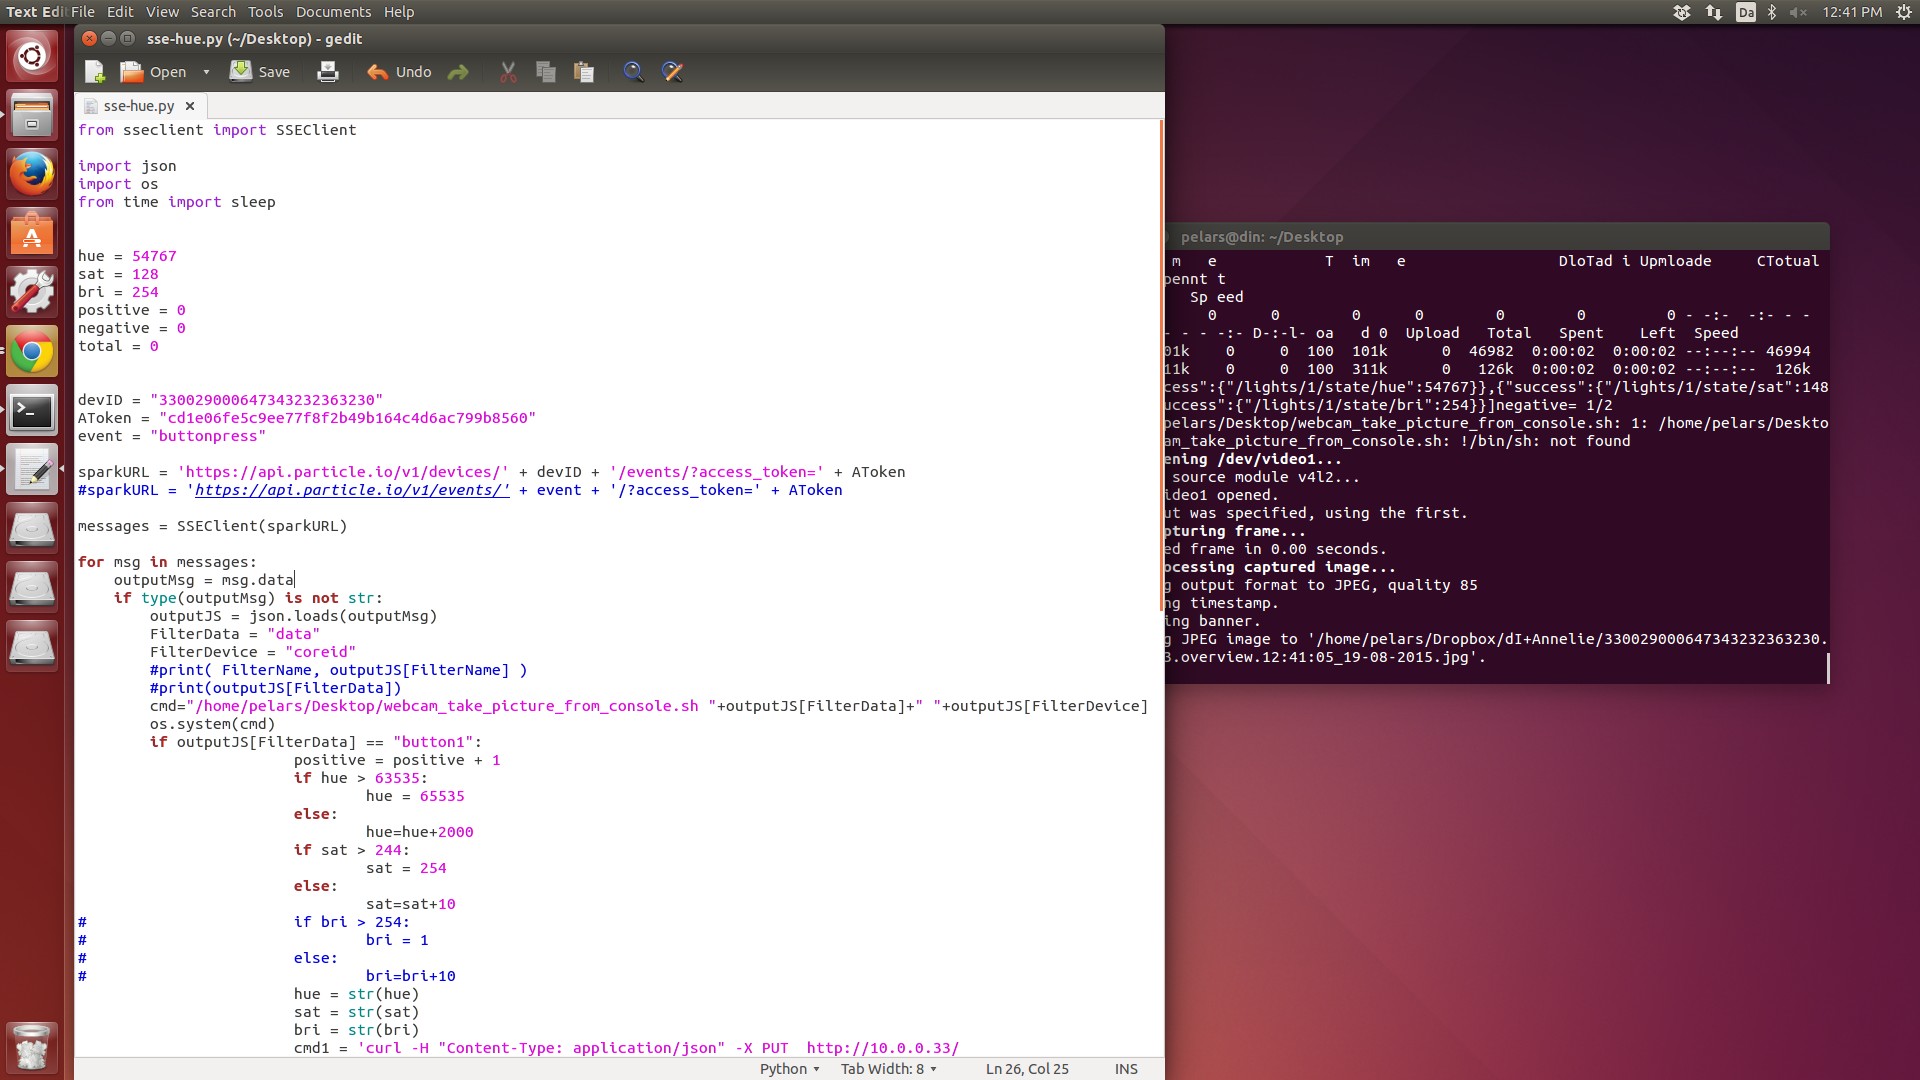 Text Edi File Edit View Search Tools Documents Help
Da 12:41 PM
sse-hue.py (~/Desktop) - gedit
Open Save Undo
sse-hue.py
from sseclient import SSEClient
import json
import os
from time import sleep
hue = 54767
sat = 128
bri = 254
positive = 0
negative = 0
total = 0
devID = "330029000647343232363230"
AToken = "cd1e06fe5c9ee77f8f2b49b164c4d6ac799b8560"
event = "buttonpress"
sparkURL = 'https://api.particle.io/v1/devices/' + devID + '/events/?access_token=' + AToken
#sparkURL = 'https://api.particle.io/v1/events/' + event + '/?access_token=' + AToken
messages = SSEClient(sparkURL)
for msg in messages:
    outputMsg = msg.data
    if type(outputMsg) is not str:
        outputJS = json.loads(outputMsg)
        FilterData = "data"
        FilterDevice = "coreid"
        #print( FilterName, outputJS[FilterName] )
        #print(outputJS[FilterData])
        cmd="/home/pelars/Desktop/webcam_take_picture_from_console.sh "+outputJS[FilterData]+" "+outputJS[FilterDevice]
        os.system(cmd)
        if outputJS[FilterData] == "button1":
                        positive = positive + 1
                        if hue > 63535:
                                hue = 65535
                        else:
                                hue=hue+2000
                        if sat > 244:
                                sat = 254
                        else:
                                sat=sat+10
#                       if bri > 254:
#                               bri = 1
#                       else:
#                               bri=bri+10
                        hue = str(hue)
                        sat = str(sat)
                        bri = str(bri)
                        cmd1 = 'curl -H "Content-Type: application/json" -X PUT  http://10.0.0.33/
Python Tab Width: 8 Ln 26, Col 25 INS
pelars@din: ~/Desktop
m   e            T  im   e                 DloTad i Upmloade     CTotual
pennt t
Sp eed
0      0        0      0        0        0         0 - - :-  -:- - -
- - - -:- D-:-l- oa   d 0  Upload   Total   Spent    Left  Speed
01k    0     0  100  101k      0  46982  0:00:02  0:00:02 --:--:-- 46994
11k    0     0  100  311k      0   126k  0:00:02  0:00:02 --:--:--  126k
cess":{"/lights/1/state/hue":54767}},{"success":{"/lights/1/state/sat":148
uccess":{"/lights/1/state/bri":254}}]negative= 1/2
pelars/Desktop/webcam_take_picture_from_console.sh: 1: /home/pelars/Deskto
am_take_picture_from_console.sh: !/bin/sh: not found
ening /dev/video1...
source module v4l2...
ideo1 opened.
ut was specified, using the first.
pturing frame...
ed frame in 0.00 seconds.
ocessing captured image...
g output format to JPEG, quality 85
ng timestamp.
ing banner.
g JPEG image to '/home/pelars/Dropbox/dI+Annelie/330029000647343232363230.
3.overview.12:41:05_19-08-2015.jpg'.